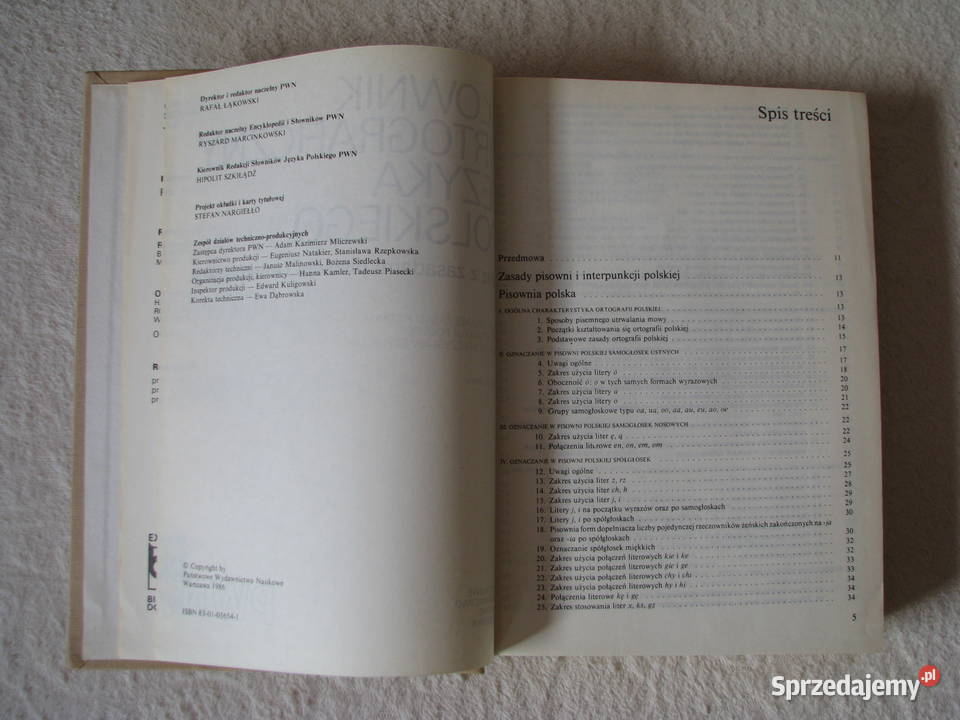 Dyrektor i redaktor naczelny PWN
RAFAŁ ŁĄKOWSKI
Redaktor naczelny Encyklopedii i Słowników PWN
RYSZARD MARCINKOWSKI
Kierownik Redakcji Słowników Języka Polskiego PWN
HIPOLIT SZKIŁĄDŹ
Projekt okładki i karty tytułowej
STEFAN NARGIEŁŁO
Zespół działów techniczno-produkcyjnych
Zastępca dyrektora PWN — Adam Kazimierz Mliczewski
Kierownictwo produkcji — Eugeniusz Natakier, Stanisława Rzepkowska
Redaktorzy techniczni — Janusz Malinowski, Bożena Siedlecka
Organizacja produkcji, kierownicy — Hanna Kamler, Tadeusz Piasecki
Inspektor produkcji — Edward Kuligowski
Korekta techniczna — Ewa Dąbrowska
© Copyright by
Państwowe Wydawnictwo Naukowe
Warszawa 1986
ISBN 83-01-03654-1
Spis treści
Przedmowa 11
Zasady pisowni i interpunkcji polskiej 13
Pisownia polska 13
I. OGÓLNA CHARAKTERYSTYKA ORTOGRAFII POLSKIEJ 13
1. Sposoby pisemnego utrwalania mowy 13
2. Początki kształtowania się ortografii polskiej 14
3. Podstawowe zasady ortografii polskiej 15
II. OZNACZANIE W PISOWNI POLSKIEJ SAMOGŁOSEK USTNYCH 17
4. Uwagi ogólne 17
5. Zakres użycia litery ó 18
6. Oboczność ó : o w tych samych formach wyrazowych 20
7. Zakres użycia litery u 20
8. Zakres użycia litery o 21
9. Grupy samogłoskowe typu oa, ua, oo, aa, au, eu, ao, oe 22
III. OZNACZANIE W PISOWNI POLSKIEJ SAMOGŁOSEK NOSOWYCH 22
10. Zakres użycia liter ę, ą 22
11. Połączenia literowe en, on, em, om 24
IV. OZNACZANIE W PISOWNI POLSKIEJ SPÓŁGŁOSEK 25
12. Uwagi ogólne 25
13. Zakres użycia liter ż, rz 27
14. Zakres użycia liter ch, h 28
15. Zakres użycia liter j, i 29
16. Litery j, i na początku wyrazów oraz po samogłoskach 29
17. Litery j, i po spółgłoskach 30
18. Pisownia form dopełniacza liczby pojedynczej rzeczowników żeńskich zakończonych na -ja
oraz -ia po spółgłoskach 30
19. Oznaczanie spółgłosek miękkich 32
20. Zakres użycia połączeń literowych kie i ke 32
21. Zakres użycia połączeń literowych gie i ge 33
22. Zakres użycia połączeń literowych chy i chi 33
23. Zakres użycia połączeń literowych hy i hi 34
24. Połączenia literowe kę i gę 34
25. Zakres stosowania liter x, ks, gz
5
Sprzedajemy.pl